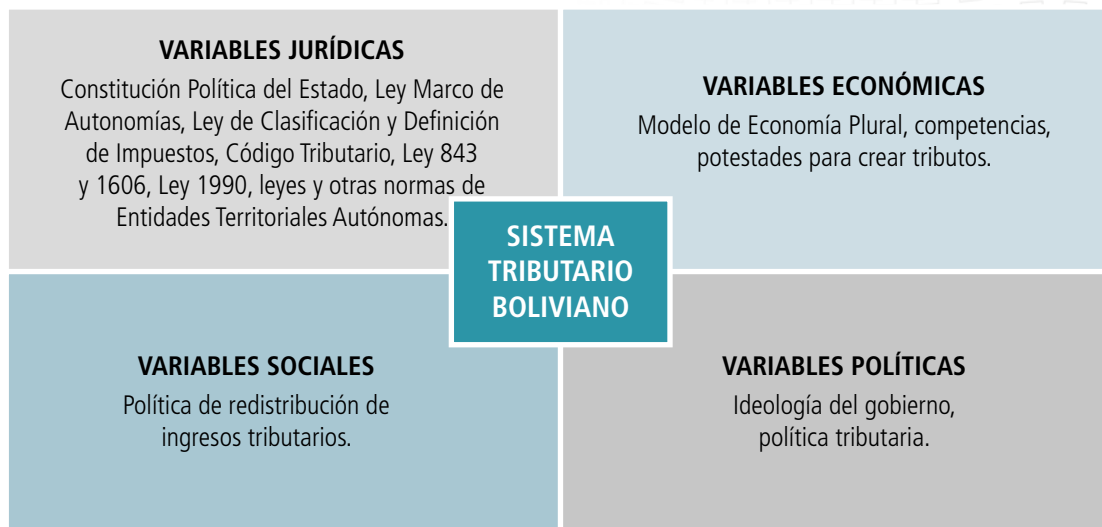 VARIABLES JURÍDICAS
Constitución Política del Estado, Ley Marco de
Autonomías, Ley de Clasificación y Definición
de Impuestos, Código Tributario, Ley 843
y 1606, Ley 1990, leyes y otras normas de
Entidades Territoriales Autónomas.
VARIABLES ECONÓMICAS
Modelo de Economía Plural, competencias,
potestades para crear tributos.
SISTEMA
TRIBUTARIO
BOLIVIANO
VARIABLES SOCIALES
Política de redistribución de
ingresos tributarios.
VARIABLES POLÍTICAS
Ideología del gobierno,
política tributaria.